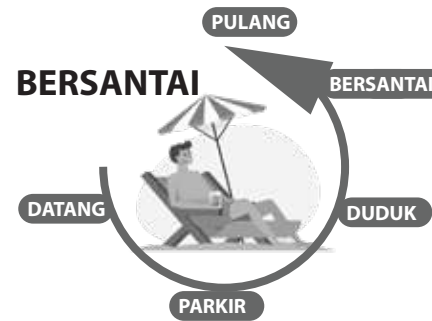 PULANG
BERSANTAI
BERSANTAI
DATANG
DUDUK
PARKIR